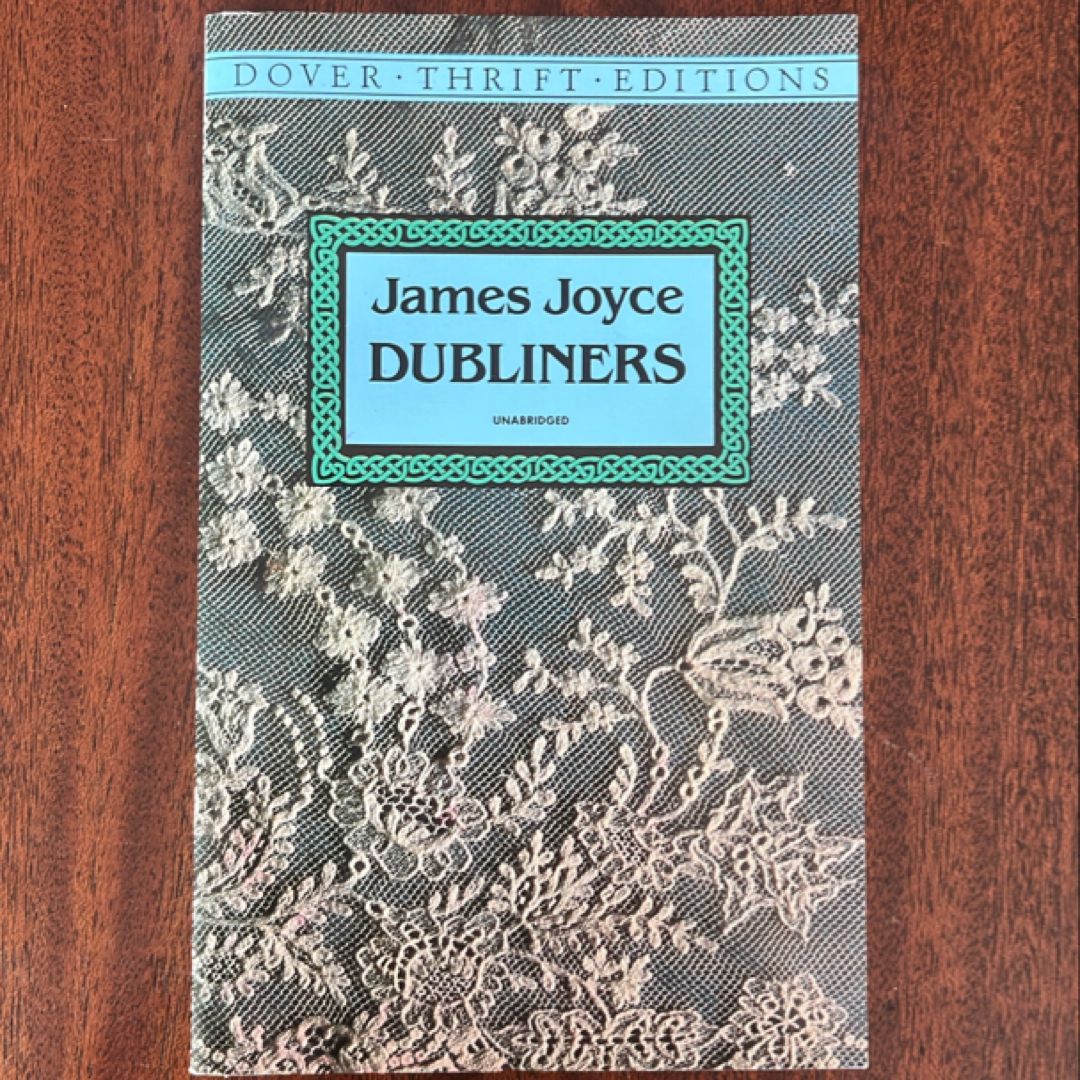 DOVER · THRIFT · EDITIONS
James Joyce
DUBLINERS
UNABRIDGED